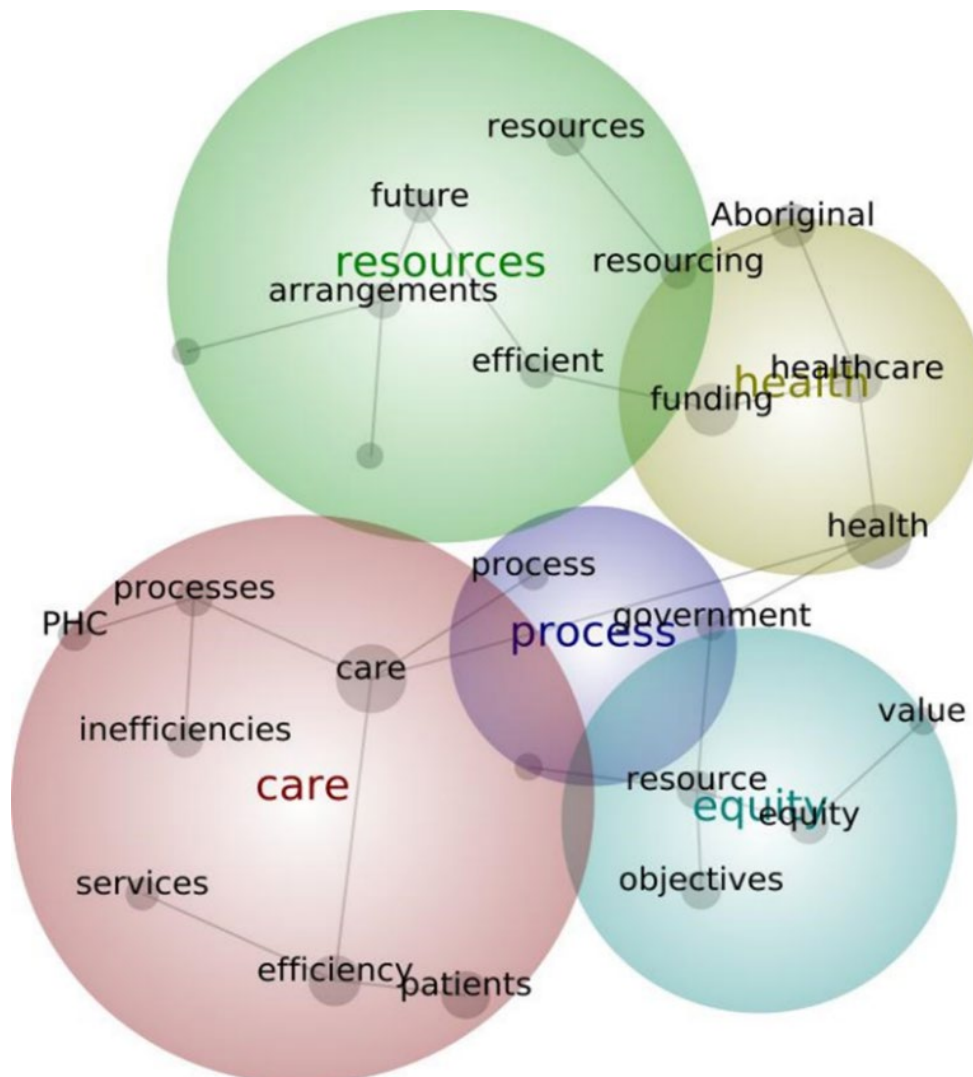 resources
future
Aboriginal
resources
resourcing
arrangements
efficient
healthcare
health
funding
health
process
processes
government
PHC
process
care
value
inefficiencies
resource
care
equity
equity
services
objectives
efficiency
patients